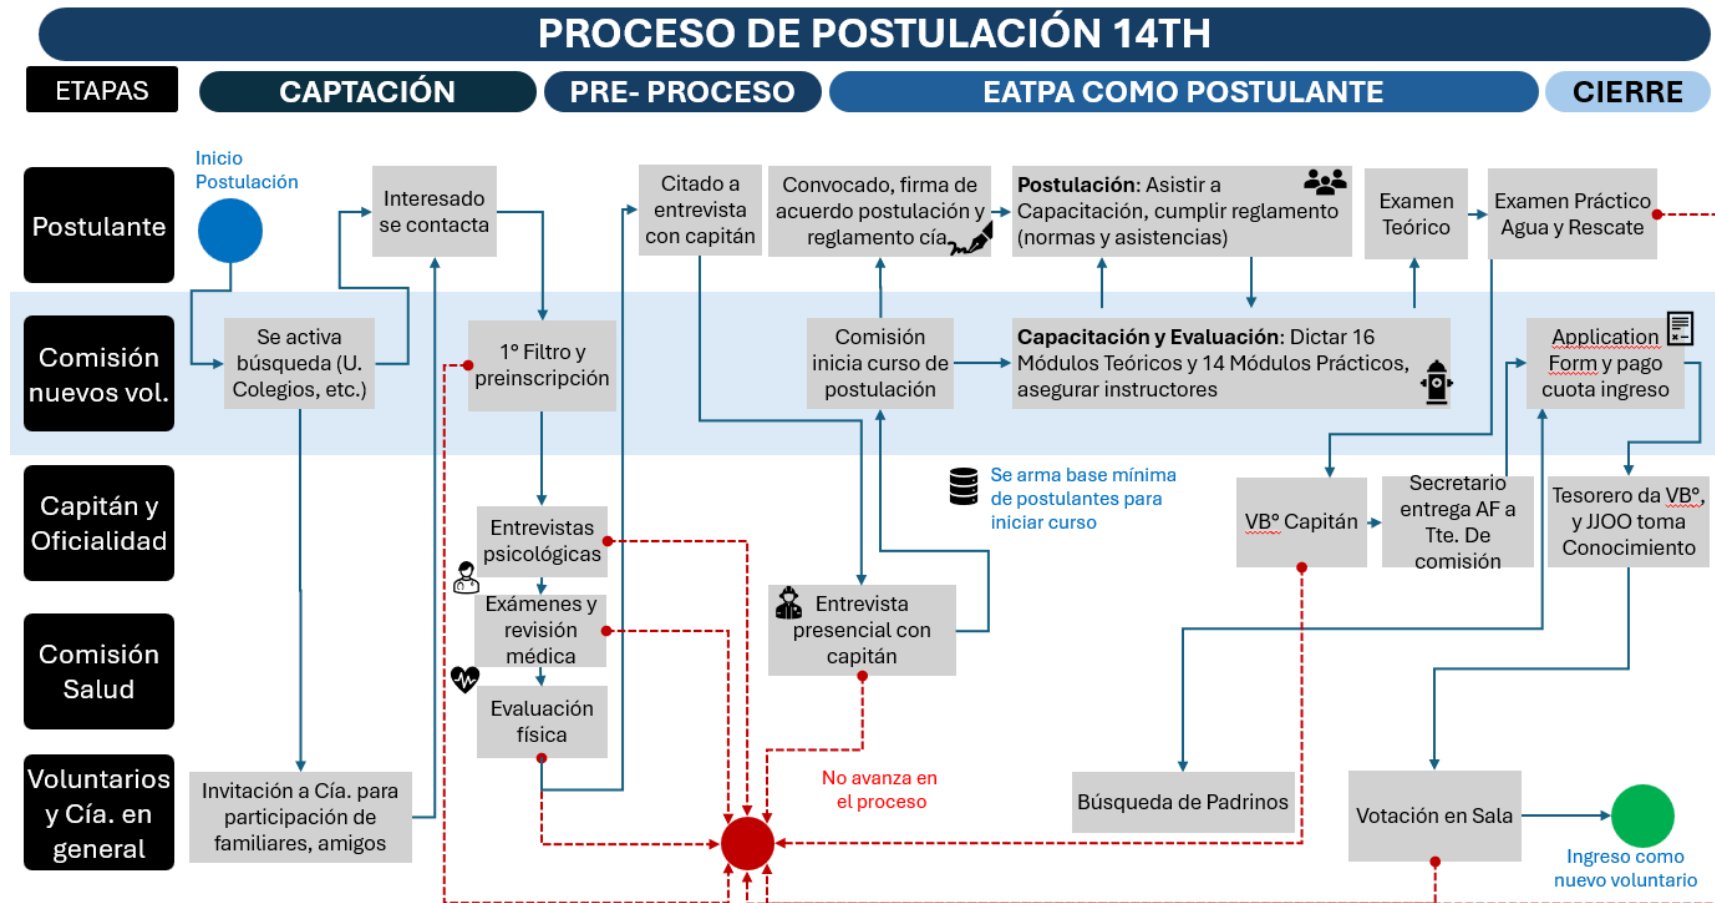 PROCESO DE POSTULACIÓN 14TH
ETAPAS
CAPTACIÓN
PRE- PROCESO
EATPA COMO POSTULANTE
CIERRE
Postulante
Inicio
Postulación
Interesado
se contacta
Citado a
entrevista
con capitán
Convocado, firma de
acuerdo postulación y
reglamento cía.
Postulación: Asistir a
Capacitación, cumplir reglamento
(normas y asistencias)
Examen
Teórico
Examen Práctico
Agua y Rescate
Comisión
nuevos vol.
Se activa
búsqueda (U.
Colegios, etc.)
1° Filtro y
preinscripción
Comisión
inicia curso de
postulación
Capacitación y Evaluación: Dictar 16
Módulos Teóricos y 14 Módulos Prácticos,
asegurar instructores
Application
Form y pago
cuota ingreso
Capitán y
Oficialidad
Entrevistas
psicológicas
Se arma base mínima
de postulantes para
iniciar curso
VB° Capitán
Secretario
entrega AF a
Tte. De
comisión
Tesorero da VB°,
y JJOO toma
Conocimiento
Comisión
Salud
Exámenes y
revisión
médica
Evaluación
física
Entrevista
presencial con
capitán
Voluntarios
y Cía. en
general
Invitación a Cía. para
participación de
familiares, amigos
No avanza en
el proceso
Búsqueda de Padrinos
Votación en Sala
Ingreso como
nuevo voluntario